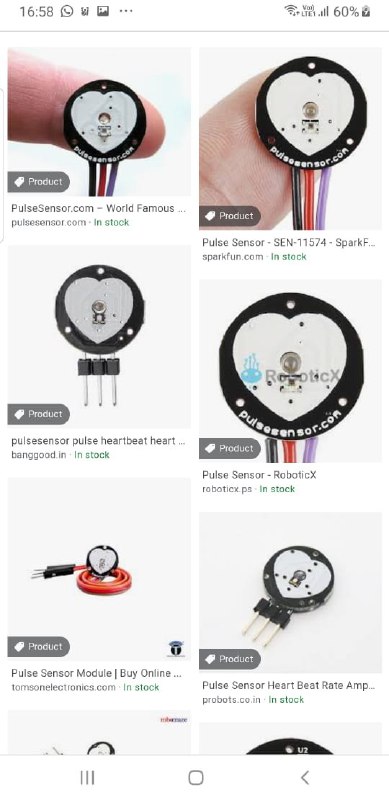 16:58
Vo))
LTE1
60%
pulsesensor.com
Product
PulseSensor.com – World Famous ...
pulsesensor.com · In stock
pulsesensor.com
Product
Pulse Sensor - SEN-11574 - SparkF...
sparkfun.com · In stock
Product
pulsesensor pulse heartbeat heart ...
banggood.in · In stock
RoboticX
pulsesensor.com
Product
Pulse Sensor - RoboticX
roboticx.ps · In stock
Product
Pulse Sensor Module | Buy Online ...
tomsonelectronics.com · In stock
Product
Pulse Sensor Heart Beat Rate Amp...
probots.co.in · In stock
U2